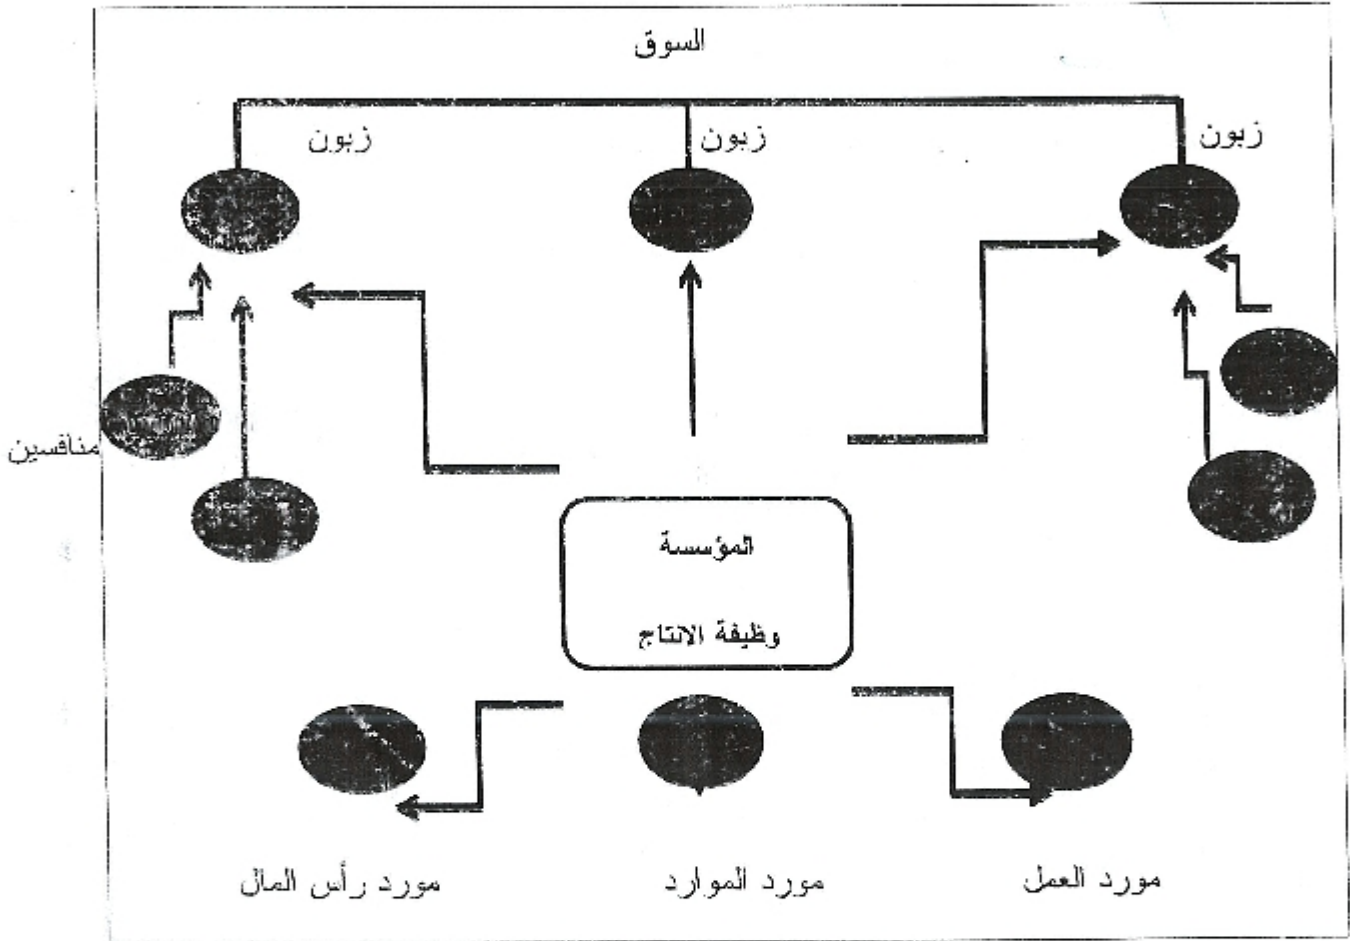 السوق
زبون
زبون
زبون
منافسين
المؤسسة
وظيفة الانتاج
مورد العمل
مورد الموارد
مورد رأس المال